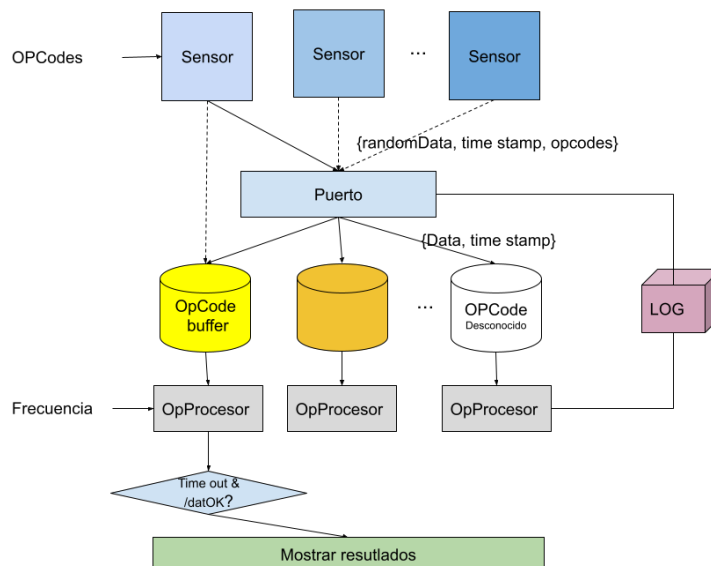 OPCodes
Sensor
Sensor
...
Sensor
{randomData, time stamp, opcodes}
Puerto
{Data, time stamp}
OpCode
buffer
...
OPCode
Desconocido
LOG
Frecuencia
OpProcesor
OpProcesor
OpProcesor
Time out &
/datOK?
Mostrar resutlados